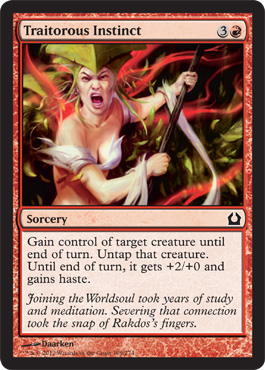 Traitorous Instinct 3
Sorcery
Gain control of target creature until
end of turn. Untap that creature.
Until end of turn, it gets +2/+0 and
gains haste.
Joining the Worldsoul took years of study
and meditation. Severing that connection
took the snap of Rakdos's fingers.
Daarken